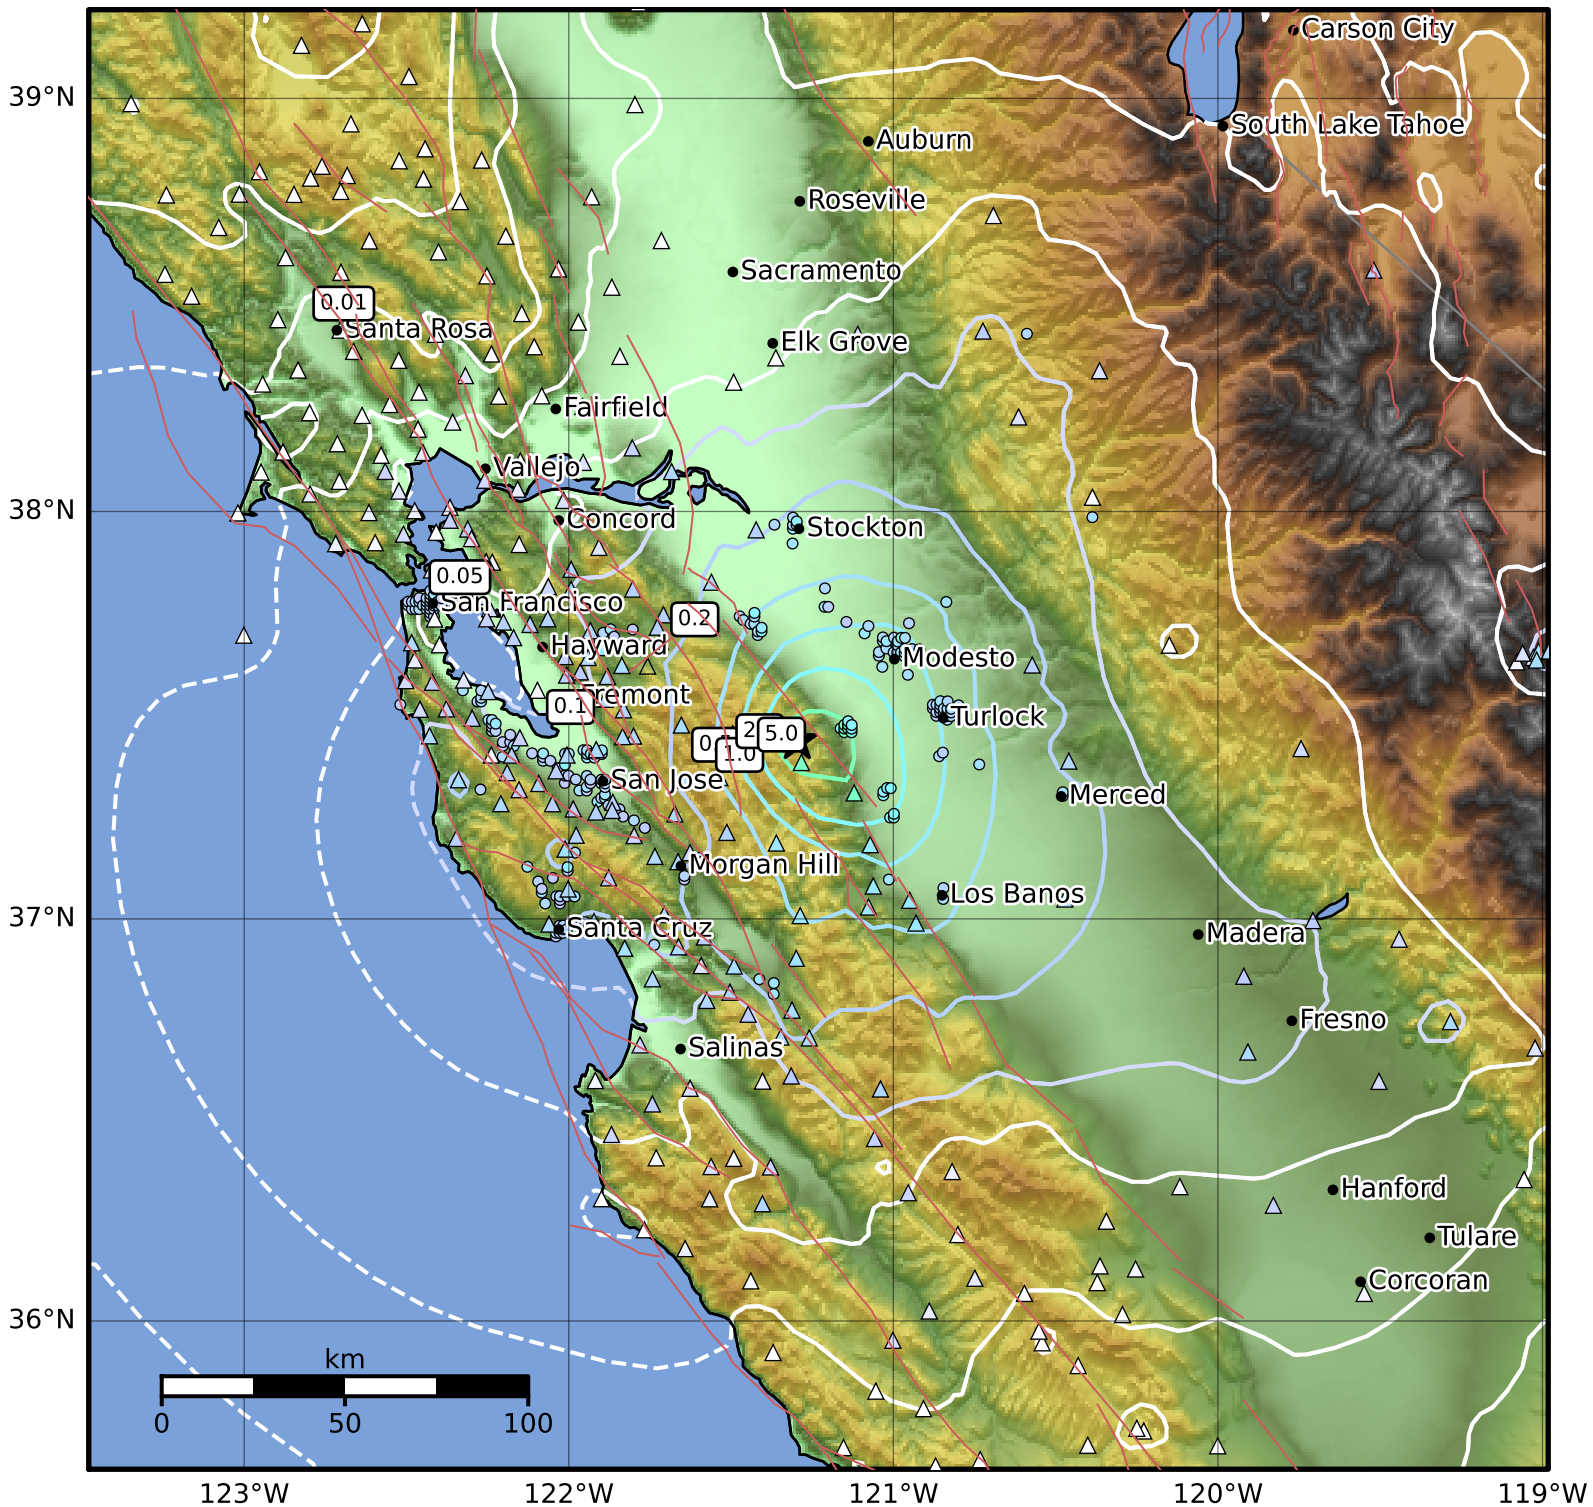 Carson City
39°N
South Lake Tahoe
Auburn
Roseville
Sacramento
0.01
Santa Rosa
Elk Grove
Fairfield
Vallejo
38°N
Concord
Stockton
0.05
San Francisco
0.2
Hayward
Modesto
Fremont
0.1
Turlock
5.0
1.0
San Jose
Merced
Morgan Hill
Los Banos
37°N
Santa Cruz
Madera
Fresno
Salinas
Hanford
Tulare
Corcoran
36°N
km
0 50 100
123°W 122°W 121°W 120°W 119°W